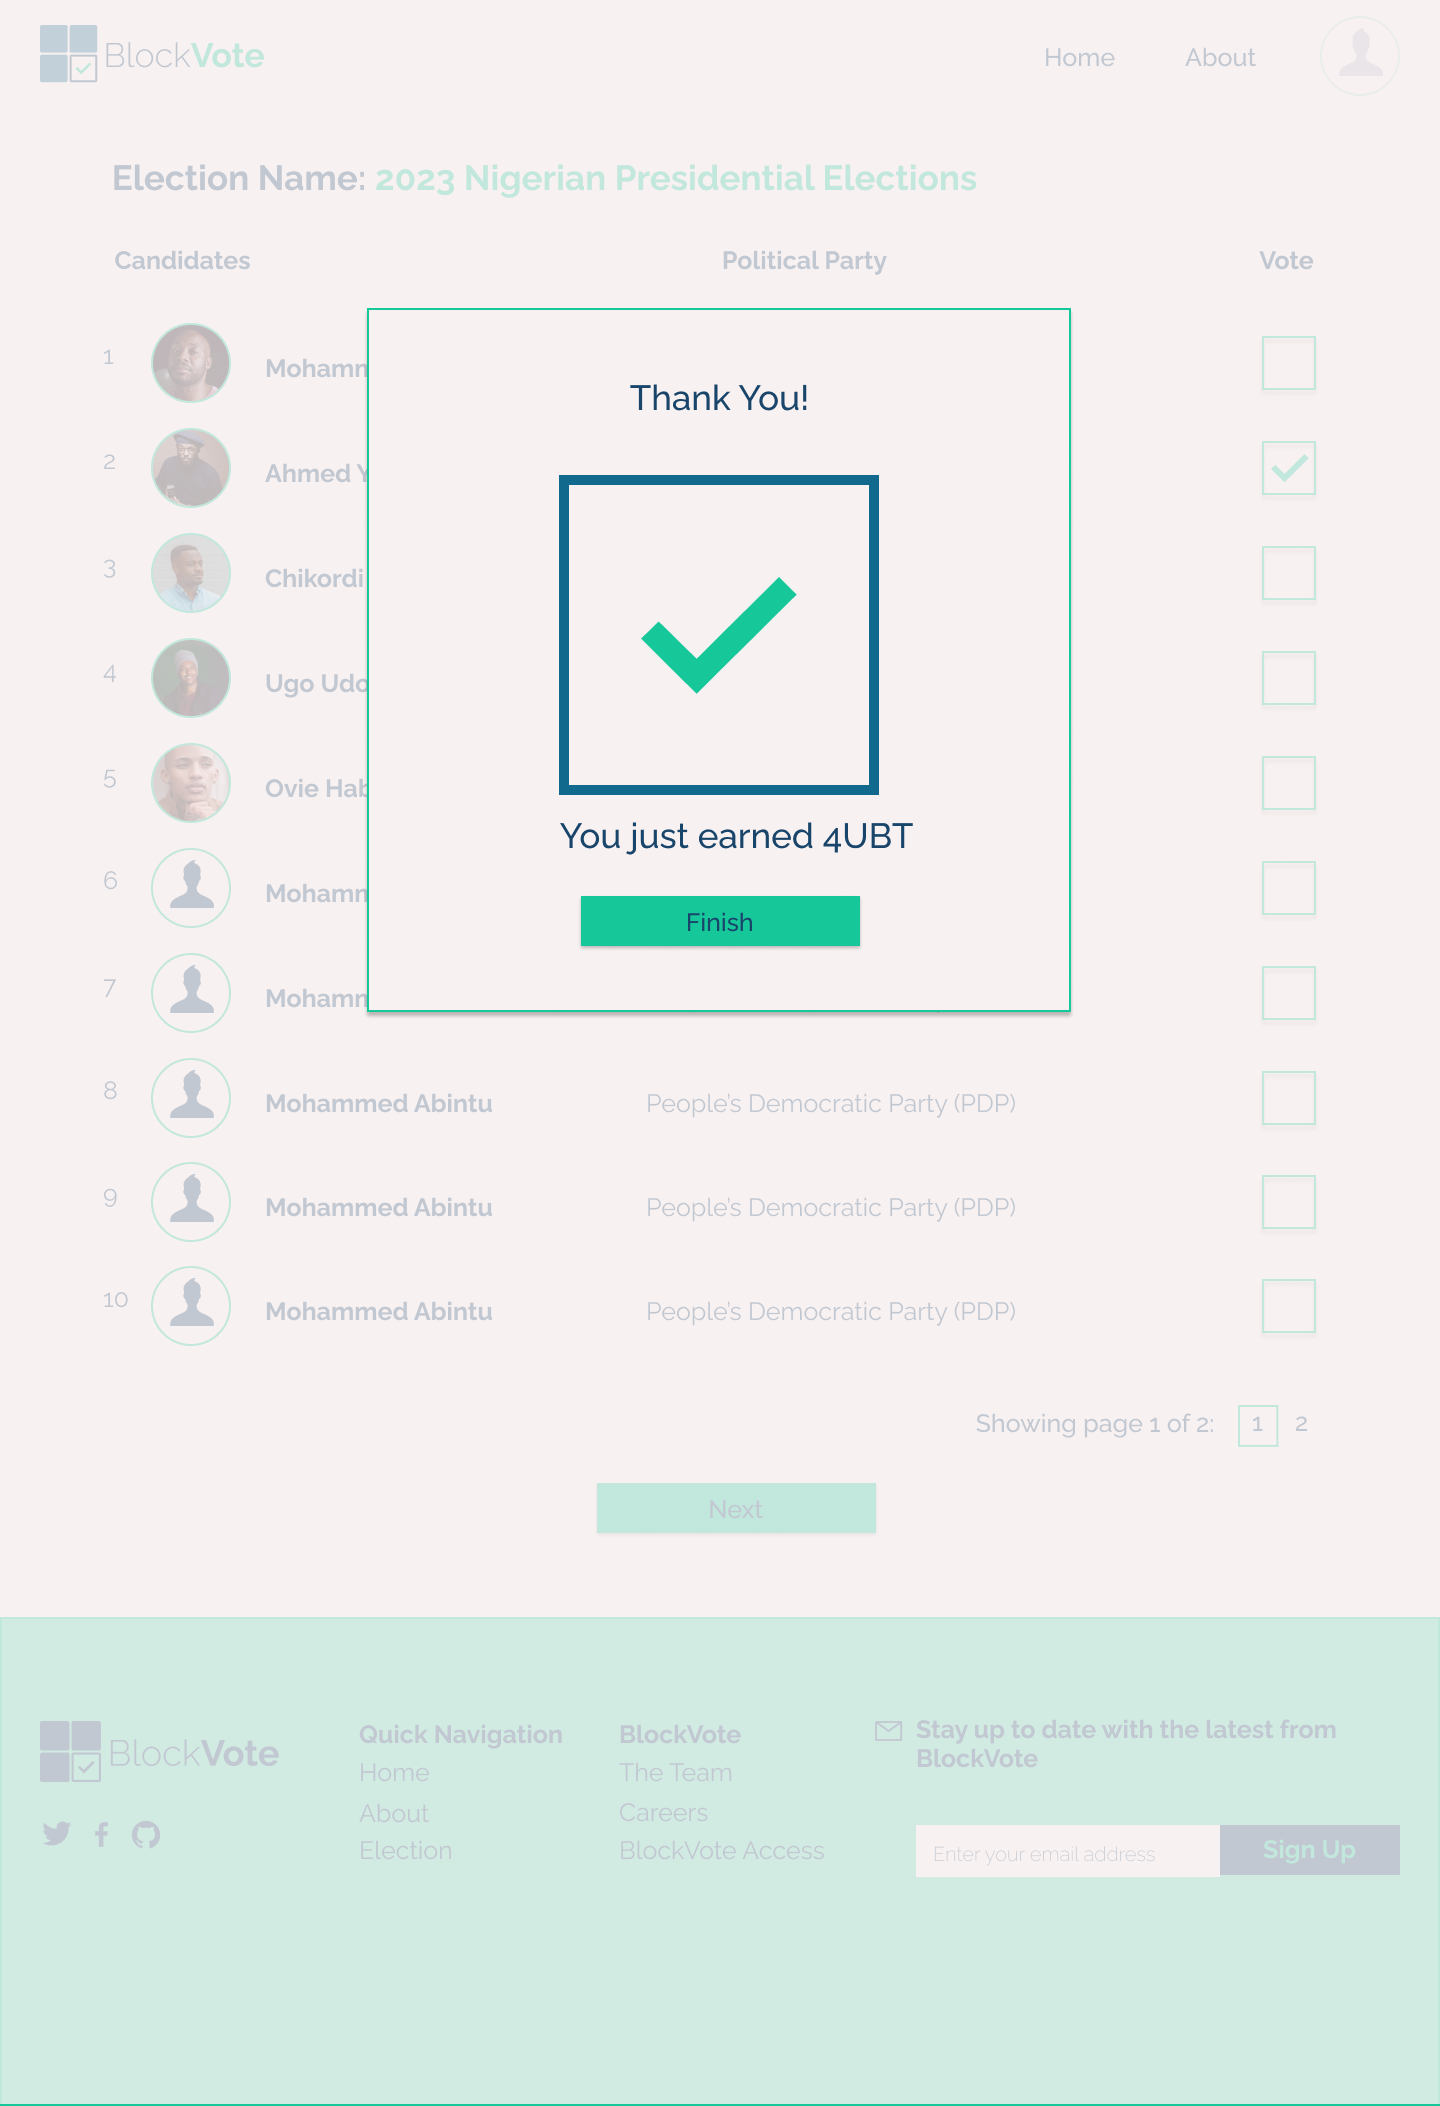 BlockVote
Home
About
Election Name: 2023 Nigerian Presidential Elections
Candidates
Political Party
Vote
1
Mohamm
2
Ahmed Y
3
Chikordi
4
Ugo Udo
5
Ovie Hab
6
Mohamm
7
Mohamm
Thank You!
You just earned 4UBT
Finish
8
Mohammed Abintu
People's Democratic Party (PDP)
9
Mohammed Abintu
People's Democratic Party (PDP)
10
Mohammed Abintu
People's Democratic Party (PDP)
Showing page 1 of 2:
1
2
Next
BlockVote
Quick Navigation
Home
About
Election
BlockVote
The Team
Careers
BlockVote Access
Stay up to date with the latest from
BlockVote
Enter your email address
Sign Up